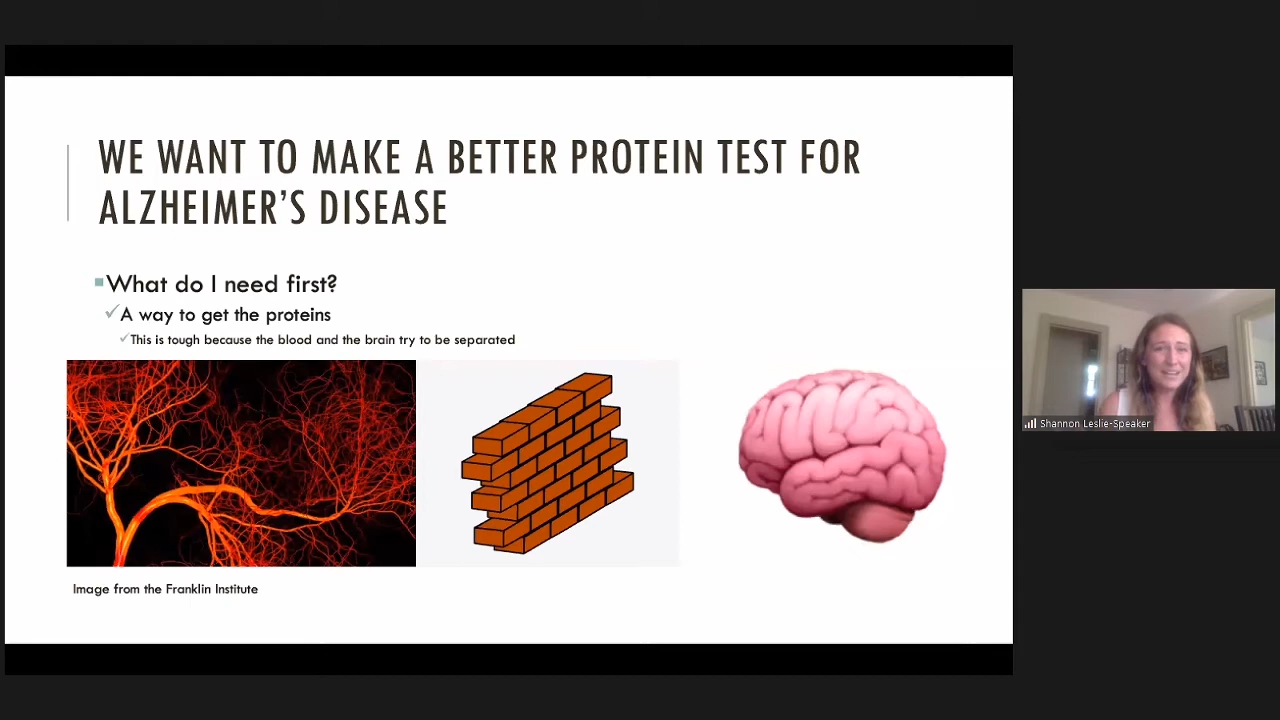 WE WANT TO MAKE A BETTER PROTEIN TEST FOR
ALZHEIMER’S DISEASE
What do I need first?
A way to get the proteins
This is tough because the blood and the brain try to be separated
Image from the Franklin Institute
Shannon Leslie-Speaker